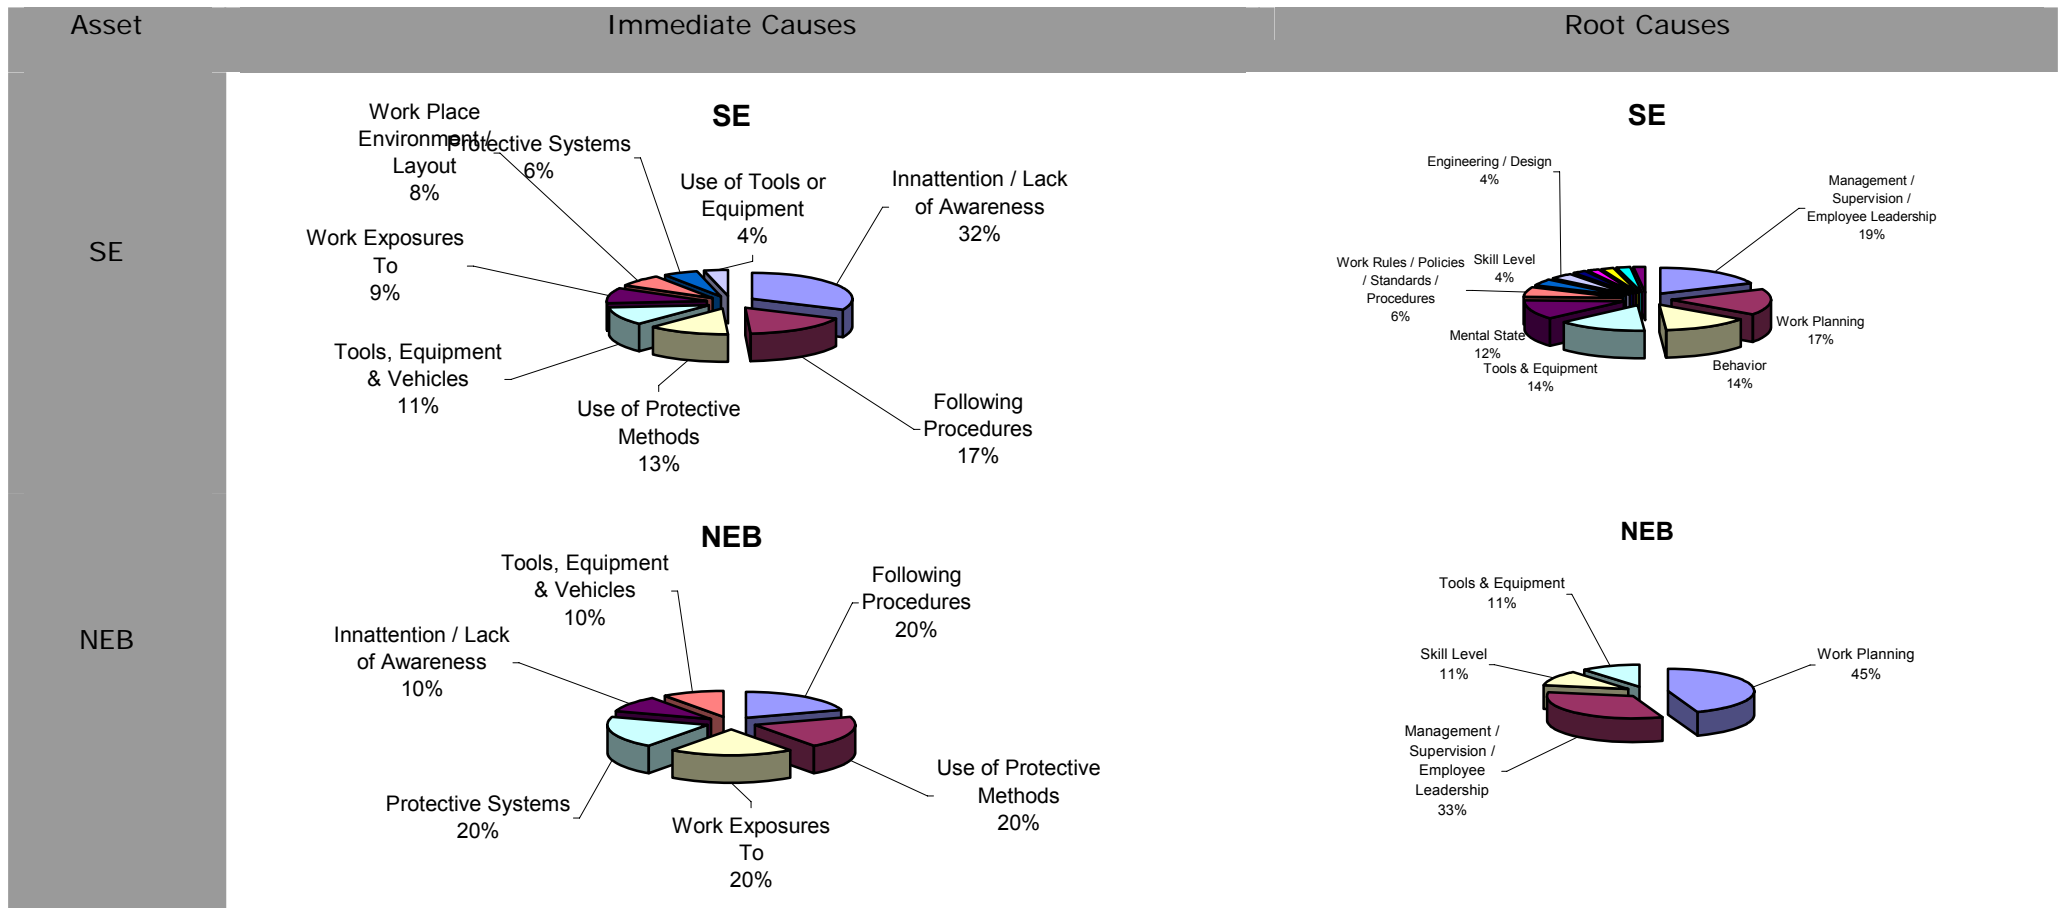 Asset
Immediate Causes
Root Causes
SE
SE
Work Place
Environment /
Layout
8%
Protective Systems
6%
Use of Tools or
Equipment
4%
Innattention / Lack
of Awareness
32%
Work Exposures
To
9%
Tools, Equipment
& Vehicles
11%
Use of Protective
Methods
13%
Following
Procedures
17%
SE
Engineering / Design
4%
Management /
Supervision /
Employee Leadership
19%
Work Rules / Policies
/ Standards /
Procedures
6%
Skill Level
4%
Mental State
12%
Tools & Equipment
14%
Behavior
14%
Work Planning
17%
NEB
NEB
Tools, Equipment
& Vehicles
10%
Following
Procedures
20%
Innattention / Lack
of Awareness
10%
Protective Systems
20%
Work Exposures
To
20%
Use of Protective
Methods
20%
NEB
Tools & Equipment
11%
Skill Level
11%
Work Planning
45%
Management /
Supervision /
Employee
Leadership
33%